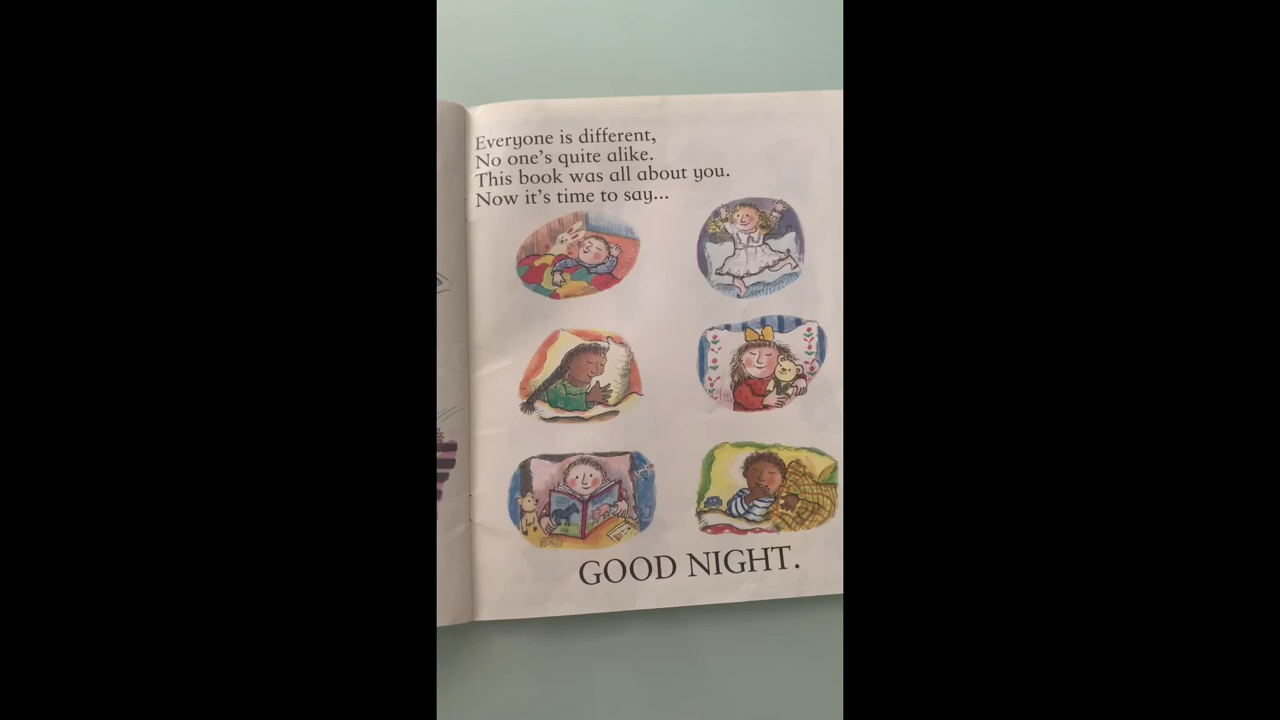 Everyone is different,
No one's quite alike.
This book was all about you.
Now it's time to say...
GOOD NIGHT.